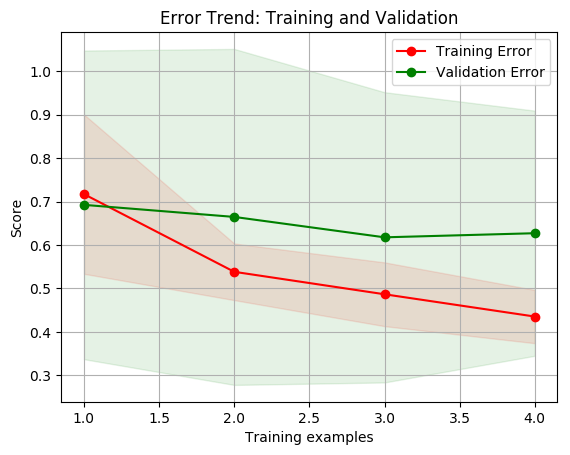 Error Trend: Training and Validation
Training Error
Validation Error
Score
1.0
0.9
0.8
0.7
0.6
0.5
0.4
0.3
1.0 1.5 2.0 2.5 3.0 3.5 4.0
Training examples